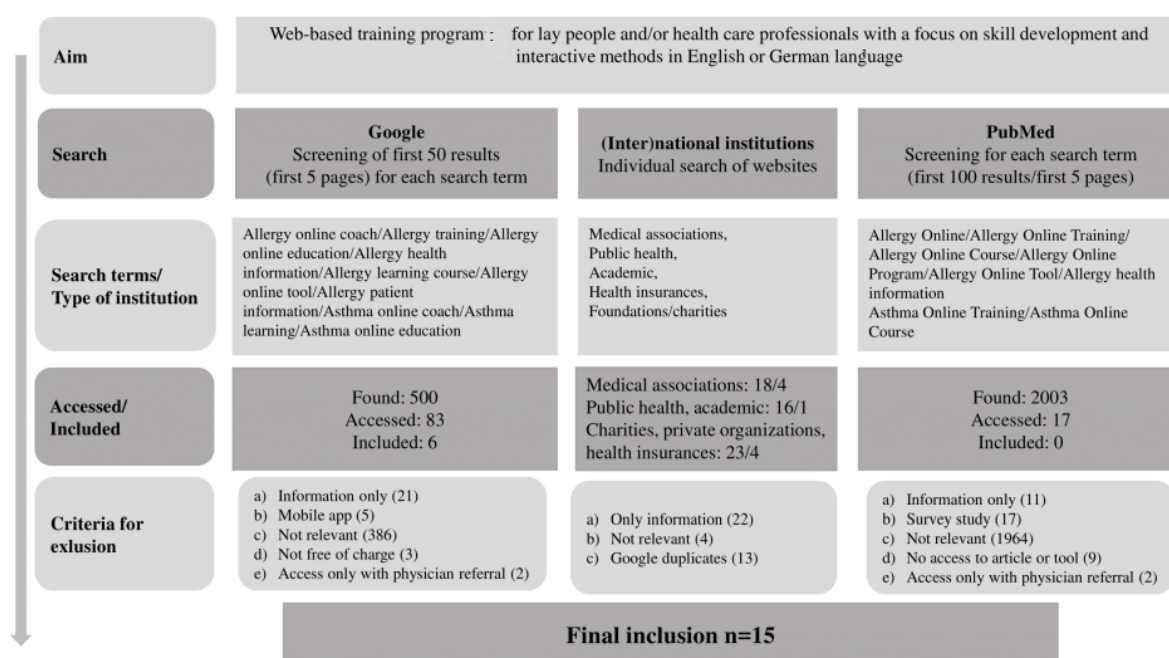 Aim
Web-based training program : for lay people and/or health care professionals with a focus on skill development and
interactive methods in English or German language
Search
Google
Screening of first 50 results
(first 5 pages) for each search term
(Inter)national institutions
Individual search of websites
PubMed
Screening for each search term
(first 100 results/first 5 pages)
Search terms/
Type of institution
Allergy online coach/Allergy training/Allergy
online education/Allergy health
information/Allergy learning course/Allergy
online tool/Allergy patient
information/Asthma online coach/Asthma
learning/Asthma online education
Medical associations,
Public health,
Academic,
Health insurances,
Foundations/charities
Allergy Online/Allergy Online Training/
Allergy Online Course/Allergy Online
Program/Allergy Online Tool/Allergy health
information
Asthma Online Training/Asthma Online
Course
Accessed/
Included
Found: 500
Accessed: 83
Included: 6
Medical associations: 18/4
Public health, academic: 16/1
Charities, private organizations,
health insurances: 23/4
Found: 2003
Accessed: 17
Included: 0
Criteria for
exlusion
a) Information only (21)
b) Mobile app (5)
c) Not relevant (386)
d) Not free of charge (3)
e) Access only with physician referral (2)
a) Only information (22)
b) Not relevant (4)
c) Google duplicates (13)
a) Information only (11)
b) Survey study (17)
c) Not relevant (1964)
d) No access to article or tool (9)
e) Access only with physician referral (2)
Final inclusion n=15